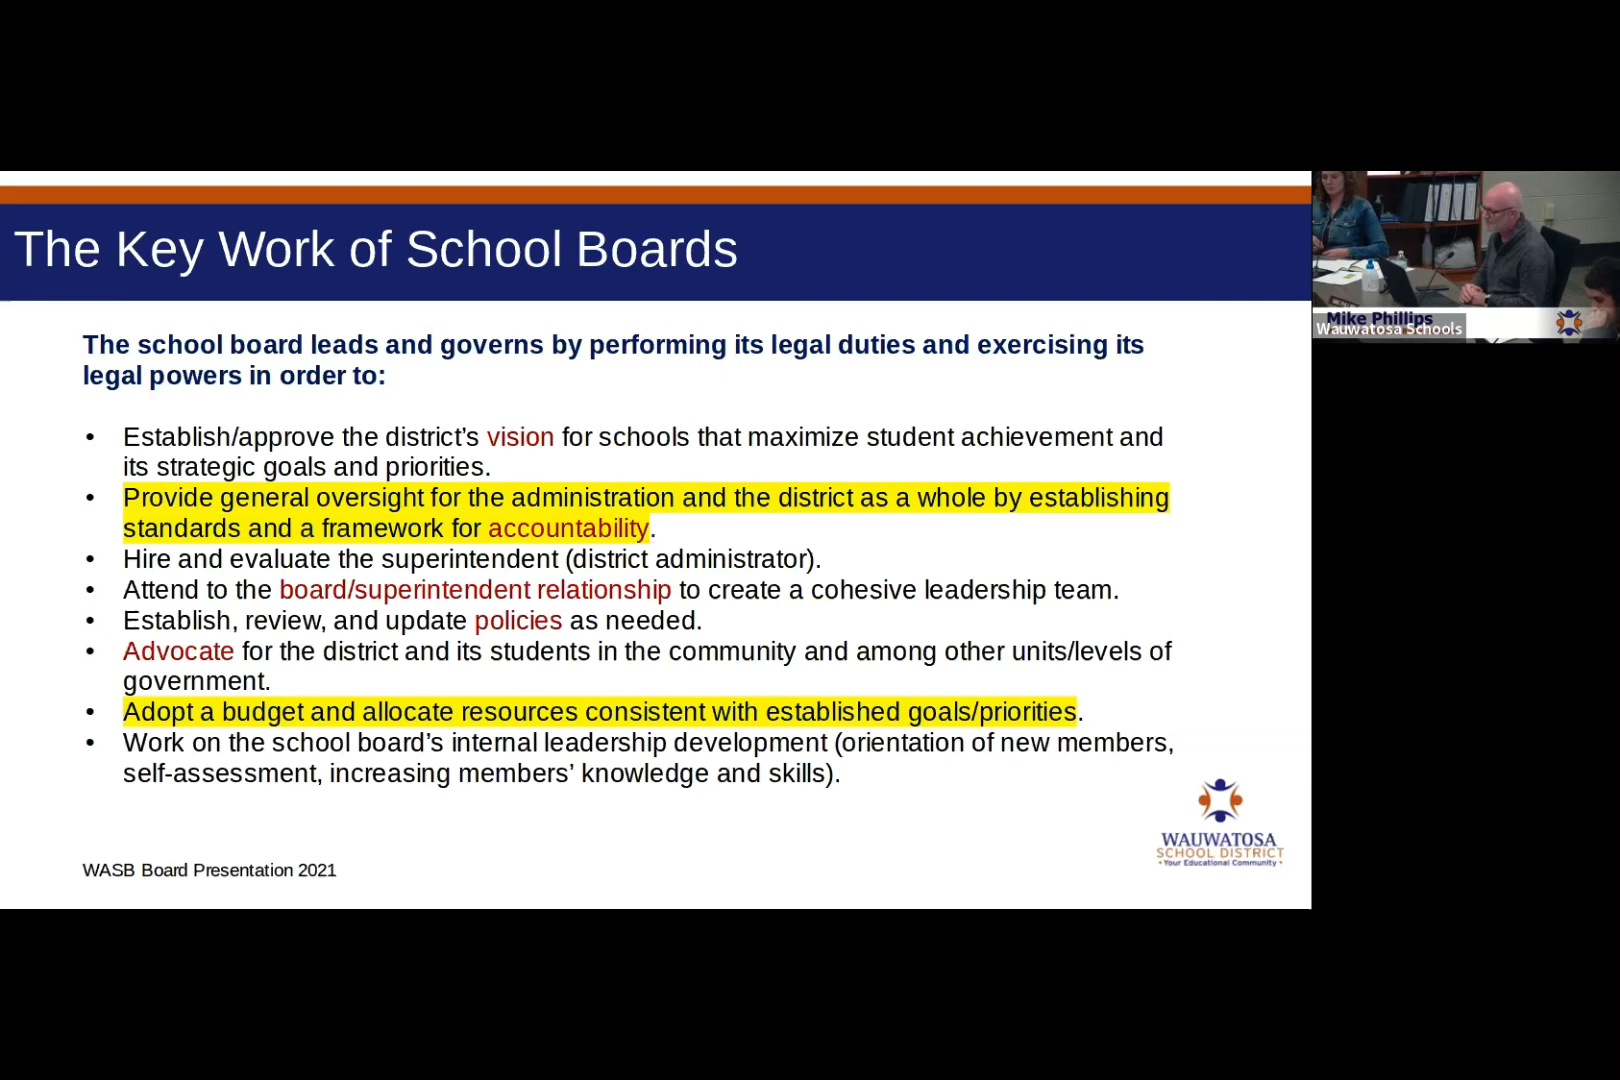 The Key Work of School Boards
The school board leads and governs by performing its legal duties and exercising its
legal powers in order to:
• Establish/approve the district’s vision for schools that maximize student achievement and
its strategic goals and priorities.
• Provide general oversight for the administration and the district as a whole by establishing
standards and a framework for accountability.
• Hire and evaluate the superintendent (district administrator).
• Attend to the board/superintendent relationship to create a cohesive leadership team.
• Establish, review, and update policies as needed.
• Advocate for the district and its students in the community and among other units/levels of
government.
• Adopt a budget and allocate resources consistent with established goals/priorities.
• Work on the school board’s internal leadership development (orientation of new members,
self-assessment, increasing members’ knowledge and skills).
WASB Board Presentation 2021
WAUWATOSA
SCHOOL DISTRICT
• Your Educational Community •
Mike Phillips
Wauwatosa Schools